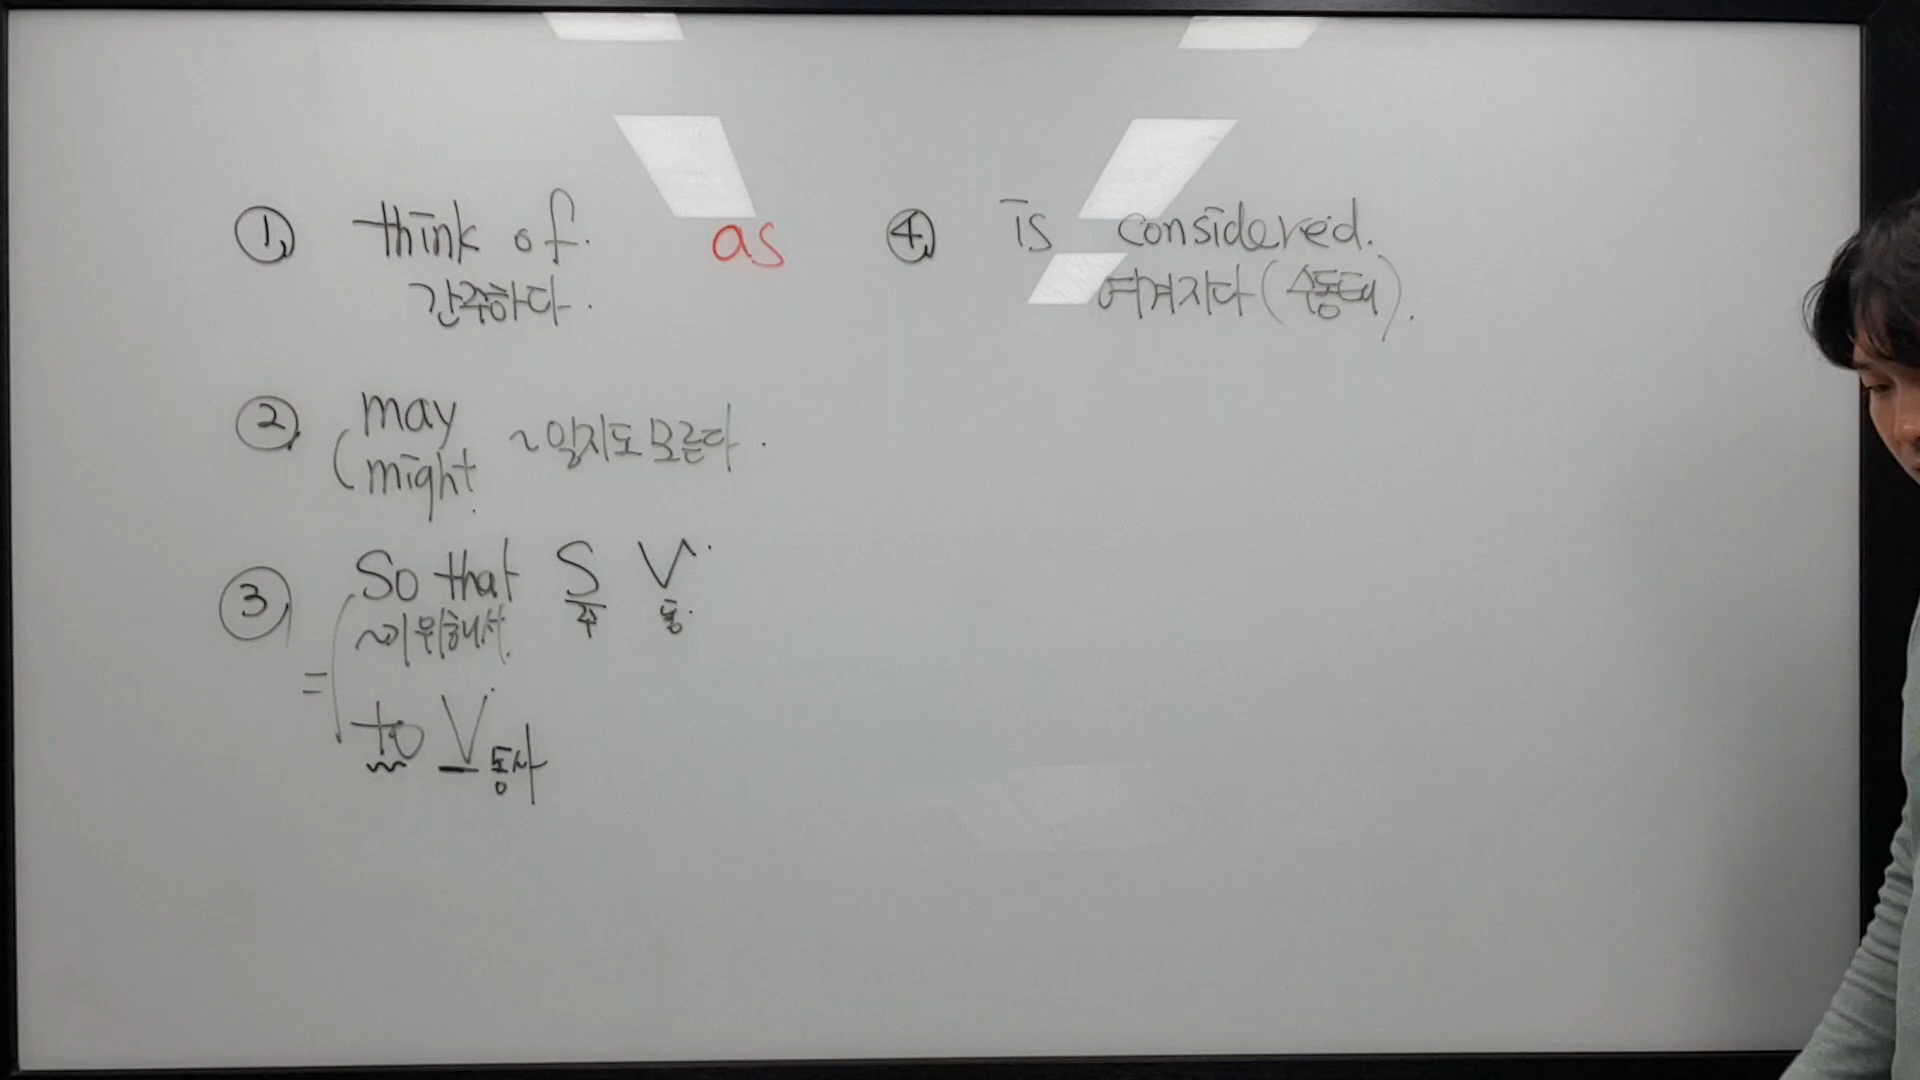 ① think of. as
간주하다.
② may
might ~일지도 모른다.
③ So that S V.
~기 위해서. 주 동.
= to V 동사
④ is considered.
여겨지다 (수동태).